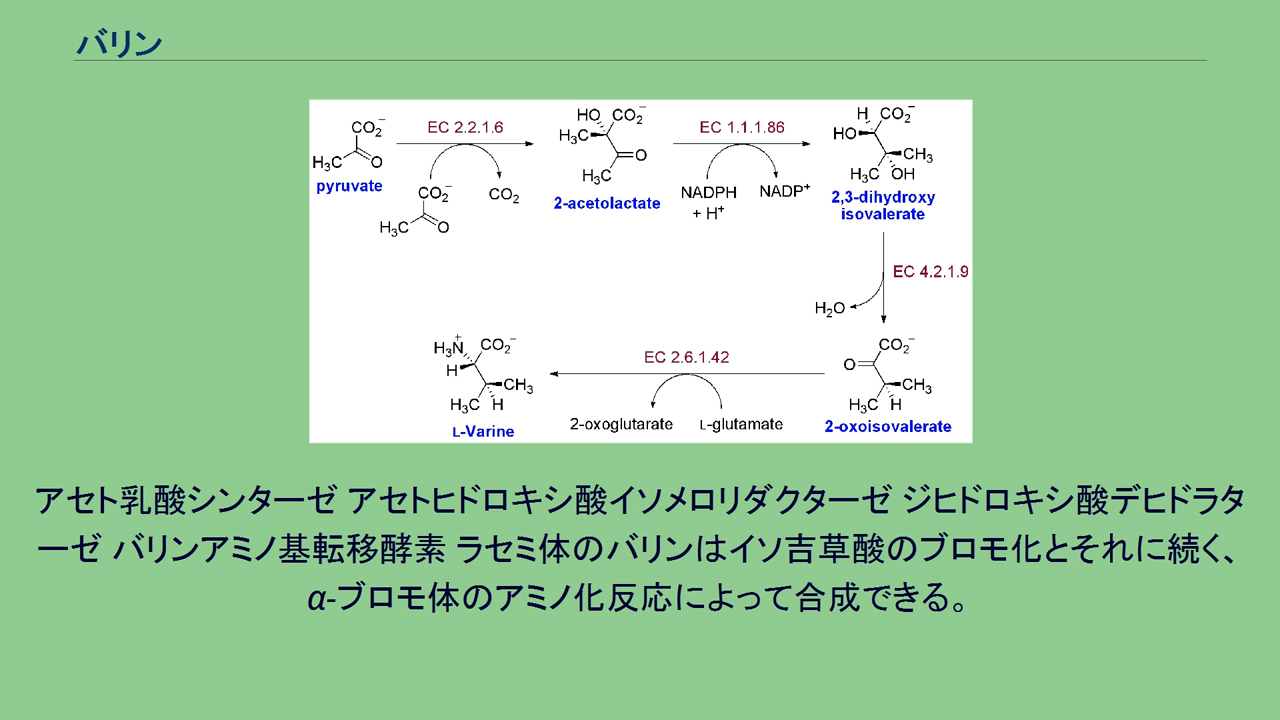 バリン
CO₂⁻
H₃C
O
pyruvate
EC 2.2.1.6
CO₂⁻
H₃C
O
CO₂
HO
CO₂⁻
H₃C
O
H₃C
2-acetolactate
EC 1.1.1.86
NADPH
+ H⁺
NADP⁺
H
CO₂⁻
HO
CH₃
H₃C
OH
2,3-dihydroxy
isovalerate
EC 4.2.1.9
H₂O
CO₂⁻
O
CH₃
H₃C
H
2-oxoisovalerate
EC 2.6.1.42
2-oxoglutarate
L-glutamate
H₃N⁺
CO₂⁻
H
CH₃
H₃C
H
L-Varine
アセト乳酸シンターゼ アセトヒドロキシ酸イソメロリダクターゼ ジヒドロキシ酸デヒドラタ
ーゼ バリンアミノ基転移酵素 ラセミ体のバリンはイソ吉草酸のブロモ化とそれに続く、
α-ブロモ体のアミノ化反応によって合成できる。